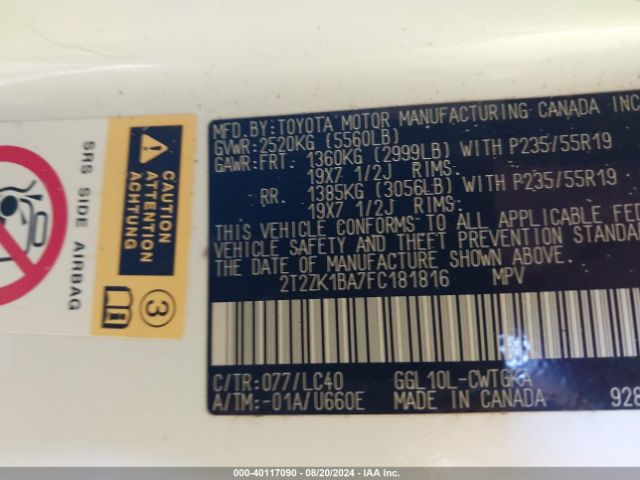 MFD. BY: TOYOTA MOTOR MANUFACTURING CANADA INC
GVWR: 2520KG (5560LB)
GAWR: FRT. 1360KG (2999LB) WITH P235/55R19
19X7 1/2J RIMS.
RR. 1385KG (3056LB) WITH P235/55R19
19X7 1/2J RIMS.
THIS VEHICLE CONFORMS TO ALL APPLICABLE FEDE
VEHICLE SAFETY AND THEFT PREVENTION STANDA
THE DATE OF MANUFACTURE SHOWN ABOVE.
2T2ZK1BA7FC181816 MPV
C/TR: 077/LC40 GGL10L-CWTGKA
A/TM: -01A/U660E MADE IN CANADA 928
SRS SIDE AIRBAG
CAUTION
ATTENTION
ACHTUNG
3
000-40117090 - 08/20/2024 - IAA Inc.